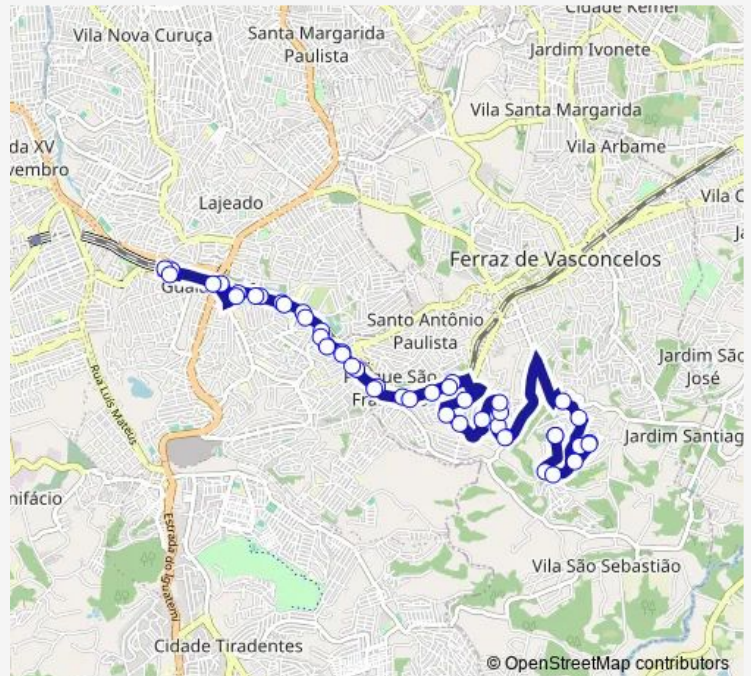 Cidade Kemel
Vila Nova Curuça
Santa Margarida
Paulista
Jardim Ivonete
Vila Santa Margarida
da XV
vembro
Vila Arbame
Vila C
Lajeado
Ferraz de Vasconcelos
Santo Antônio
Paulista
Jardim São
José
que São
Fra
Rua Luís Mateus
Jardim Santiag
nifácio
Estrada do Iguatemi
Vila São Sebastião
Cidade Tiradentes
© OpenStreetMap contributors